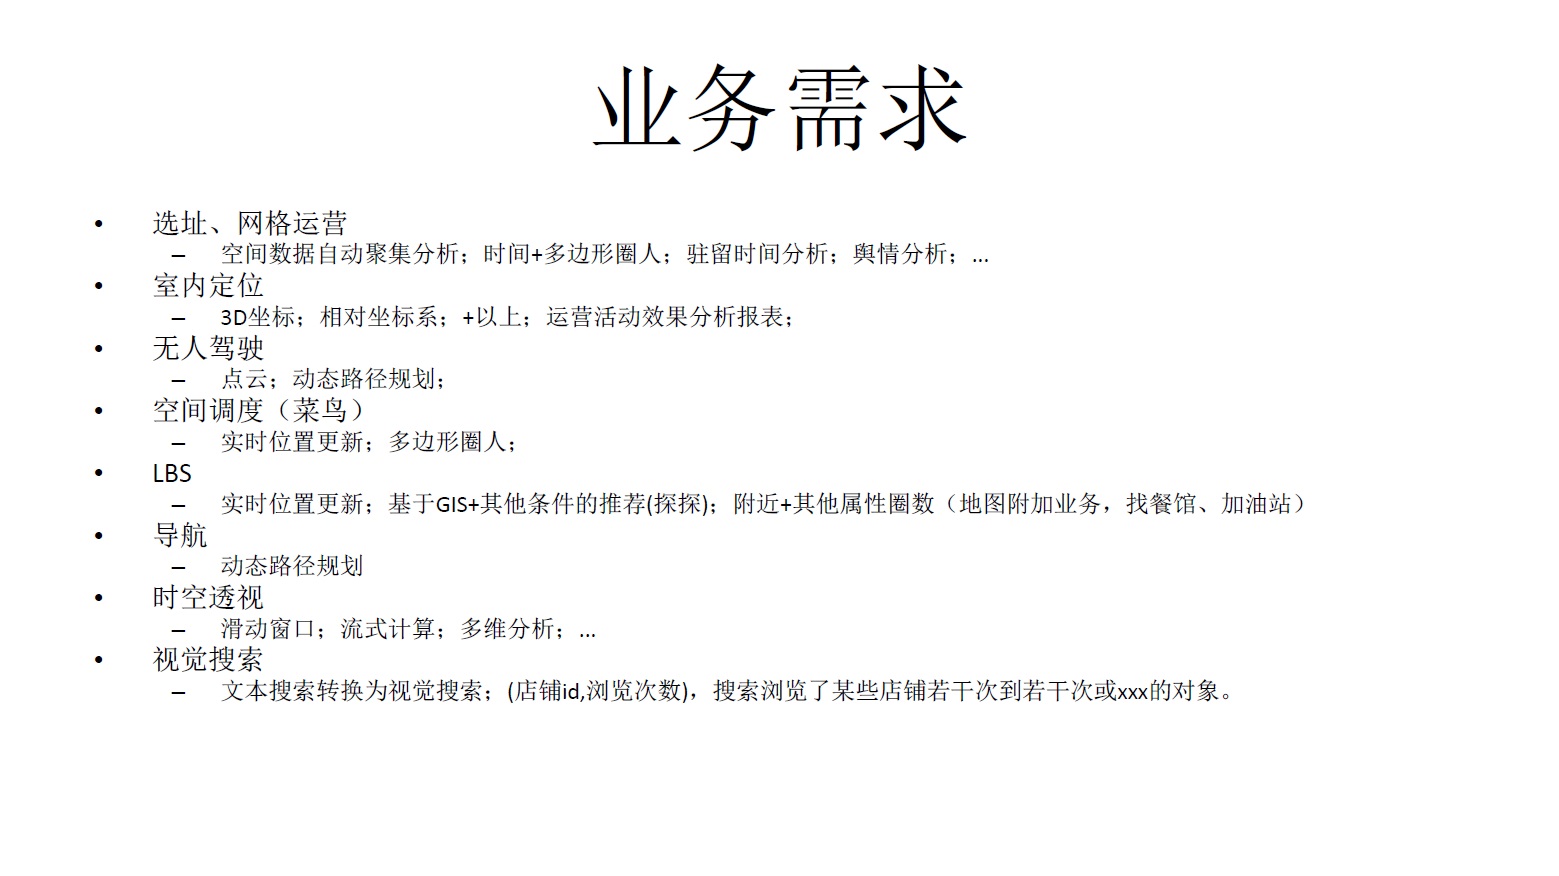 业务需求
• 选址、网格运营
– 空间数据自动聚集分析；时间+多边形圈人；驻留时间分析；舆情分析；...
• 室内定位
– 3D坐标；相对坐标系；+以上；运营活动效果分析报表；
• 无人驾驶
– 点云；动态路径规划；
• 空间调度（菜鸟）
– 实时位置更新；多边形圈人；
• LBS
– 实时位置更新；基于GIS+其他条件的推荐(探探)；附近+其他属性圈数（地图附加业务，找餐馆、加油站）
• 导航
– 动态路径规划
• 时空透视
– 滑动窗口；流式计算；多维分析；...
• 视觉搜索
– 文本搜索转换为视觉搜索；(店铺id,浏览次数)，搜索浏览了某些店铺若干次到若干次或xxx的对象。